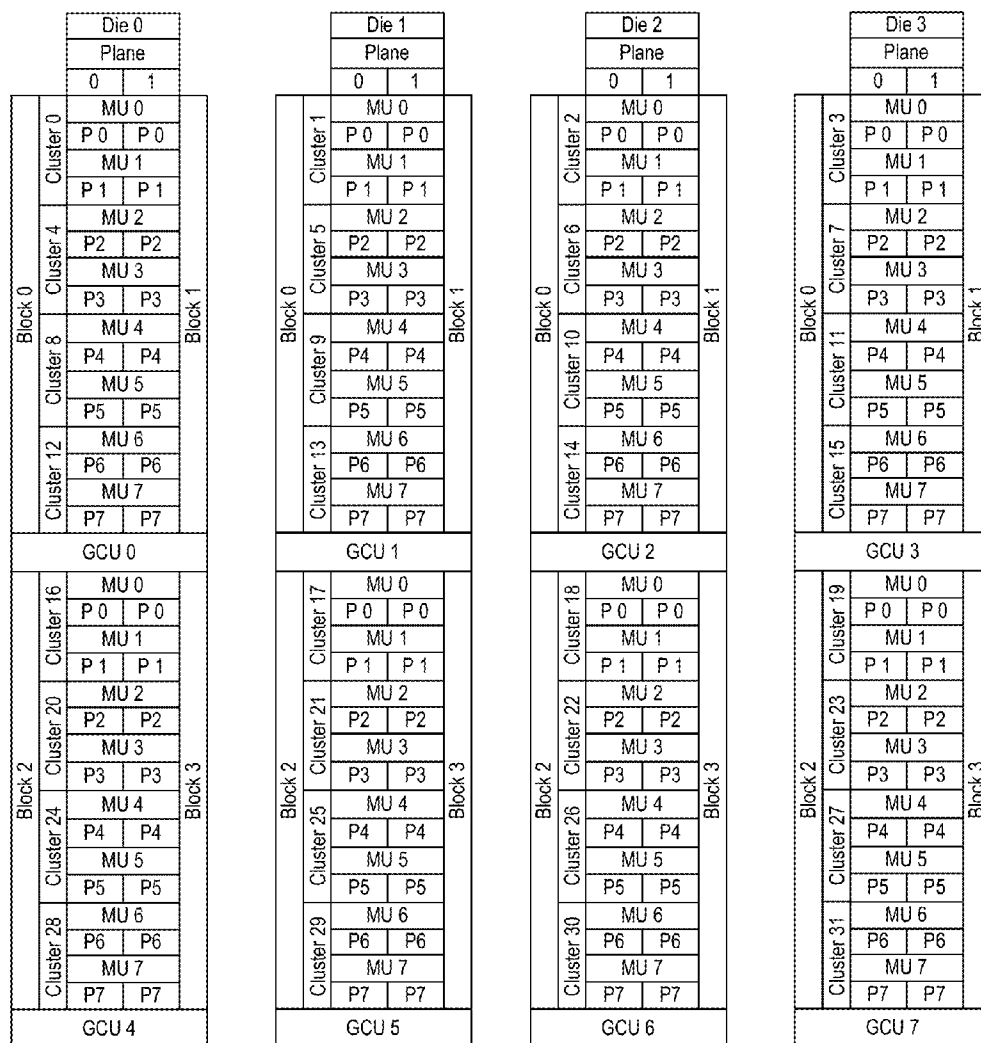 Die 0 Die 1 Die 2 Die 3
Plane Plane Plane Plane
0 1 0 1 0 1 0 1
Block 0 Cluster 0 MU 0 Block 1 Block 0 Cluster 1 MU 0 Block 1 Block 0 Cluster 2 MU 0 Block 1 Block 0 Cluster 3 MU 0 Block 1
P 0 P 0 P 0 P 0 P 0 P 0 P 0 P 0
MU 1 MU 1 MU 1 MU 1
P 1 P 1 P 1 P 1 P 1 P 1 P 1 P 1
Cluster 4 MU 2 Cluster 5 MU 2 Cluster 6 MU 2 Cluster 7 MU 2
P2 P2 P2 P2 P2 P2 P2 P2
MU 3 MU 3 MU 3 MU 3
P3 P3 P3 P3 P3 P3 P3 P3
Cluster 8 MU 4 Cluster 9 MU 4 Cluster 10 MU 4 Cluster 11 MU 4
P4 P4 P4 P4 P4 P4 P4 P4
MU 5 MU 5 MU 5 MU 5
P5 P5 P5 P5 P5 P5 P5 P5
Cluster 12 MU 6 Cluster 13 MU 6 Cluster 14 MU 6 Cluster 15 MU 6
P6 P6 P6 P6 P6 P6 P6 P6
MU 7 MU 7 MU 7 MU 7
P7 P7 P7 P7 P7 P7 P7 P7
GCU 0 GCU 1 GCU 2 GCU 3
Block 2 Cluster 16 MU 0 Block 3 Block 2 Cluster 17 MU 0 Block 3 Block 2 Cluster 18 MU 0 Block 3 Block 2 Cluster 19 MU 0 Block 3
P 0 P 0 P 0 P 0 P 0 P 0 P 0 P 0
MU 1 MU 1 MU 1 MU 1
P 1 P 1 P 1 P 1 P 1 P 1 P 1 P 1
Cluster 20 MU 2 Cluster 21 MU 2 Cluster 22 MU 2 Cluster 23 MU 2
P2 P2 P2 P2 P2 P2 P2 P2
MU 3 MU 3 MU 3 MU 3
P3 P3 P3 P3 P3 P3 P3 P3
Cluster 24 MU 4 Cluster 25 MU 4 Cluster 26 MU 4 Cluster 27 MU 4
P4 P4 P4 P4 P4 P4 P4 P4
MU 5 MU 5 MU 5 MU 5
P5 P5 P5 P5 P5 P5 P5 P5
Cluster 28 MU 6 Cluster 29 MU 6 Cluster 30 MU 6 Cluster 31 MU 6
P6 P6 P6 P6 P6 P6 P6 P6
MU 7 MU 7 MU 7 MU 7
P7 P7 P7 P7 P7 P7 P7 P7
GCU 4 GCU 5 GCU 6 GCU 7